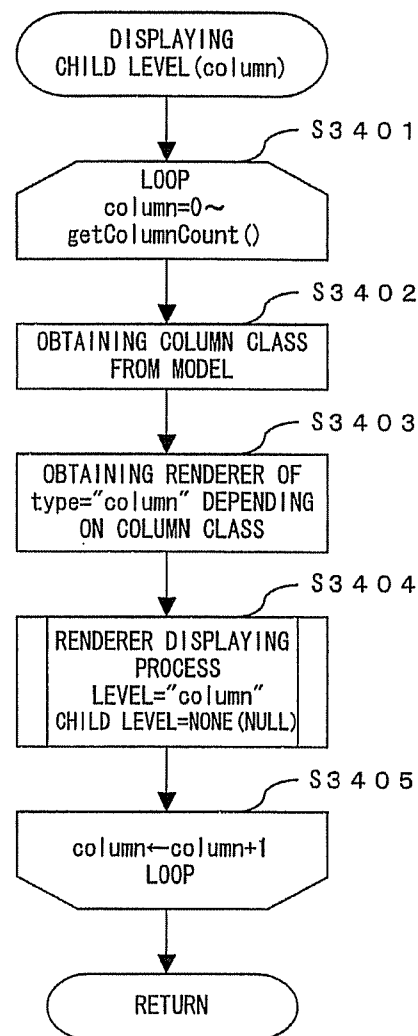 DISPLAYING
CHILD LEVEL(column)
S3401
LOOP
column=0~
getColumnCount()
S3402
OBTAINING COLUMN CLASS
FROM MODEL
S3403
OBTAINING RENDERER OF
type="column" DEPENDING
ON COLUMN CLASS
S3404
RENDERER DISPLAYING
PROCESS
LEVEL="column"
CHILD LEVEL=NONE(NULL)
S3405
column←column+1
LOOP
RETURN